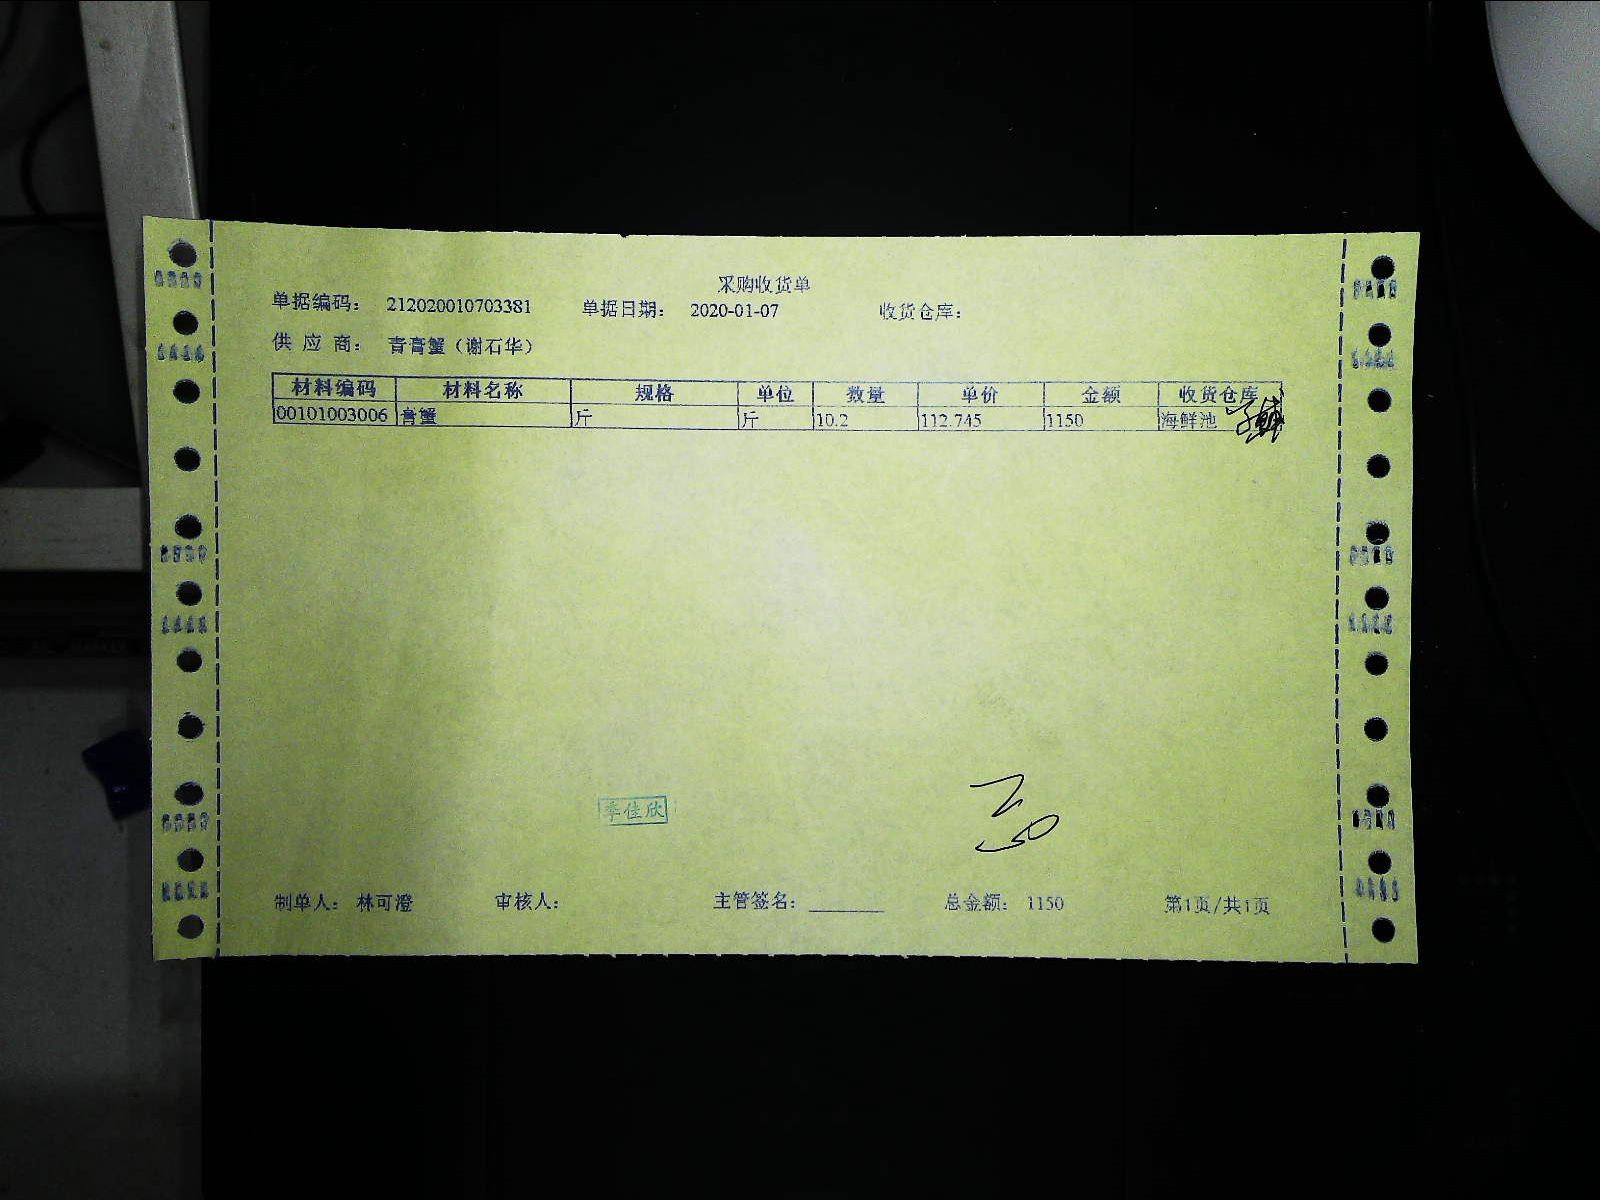 采购收货单
单据编码： 212020010703381 单据日期： 2020-01-07 收货仓库：
供 应 商： 青膏蟹（谢石华）
材料编码 材料名称 规格 单位 数量 单价 金额 收货仓库
00101003006 膏蟹 斤 斤 10.2 112.745 1150 海鲜池
季佳欣
制单人： 林可澄 审核人： 主管签名： 总金额： 1150 第1页/共1页